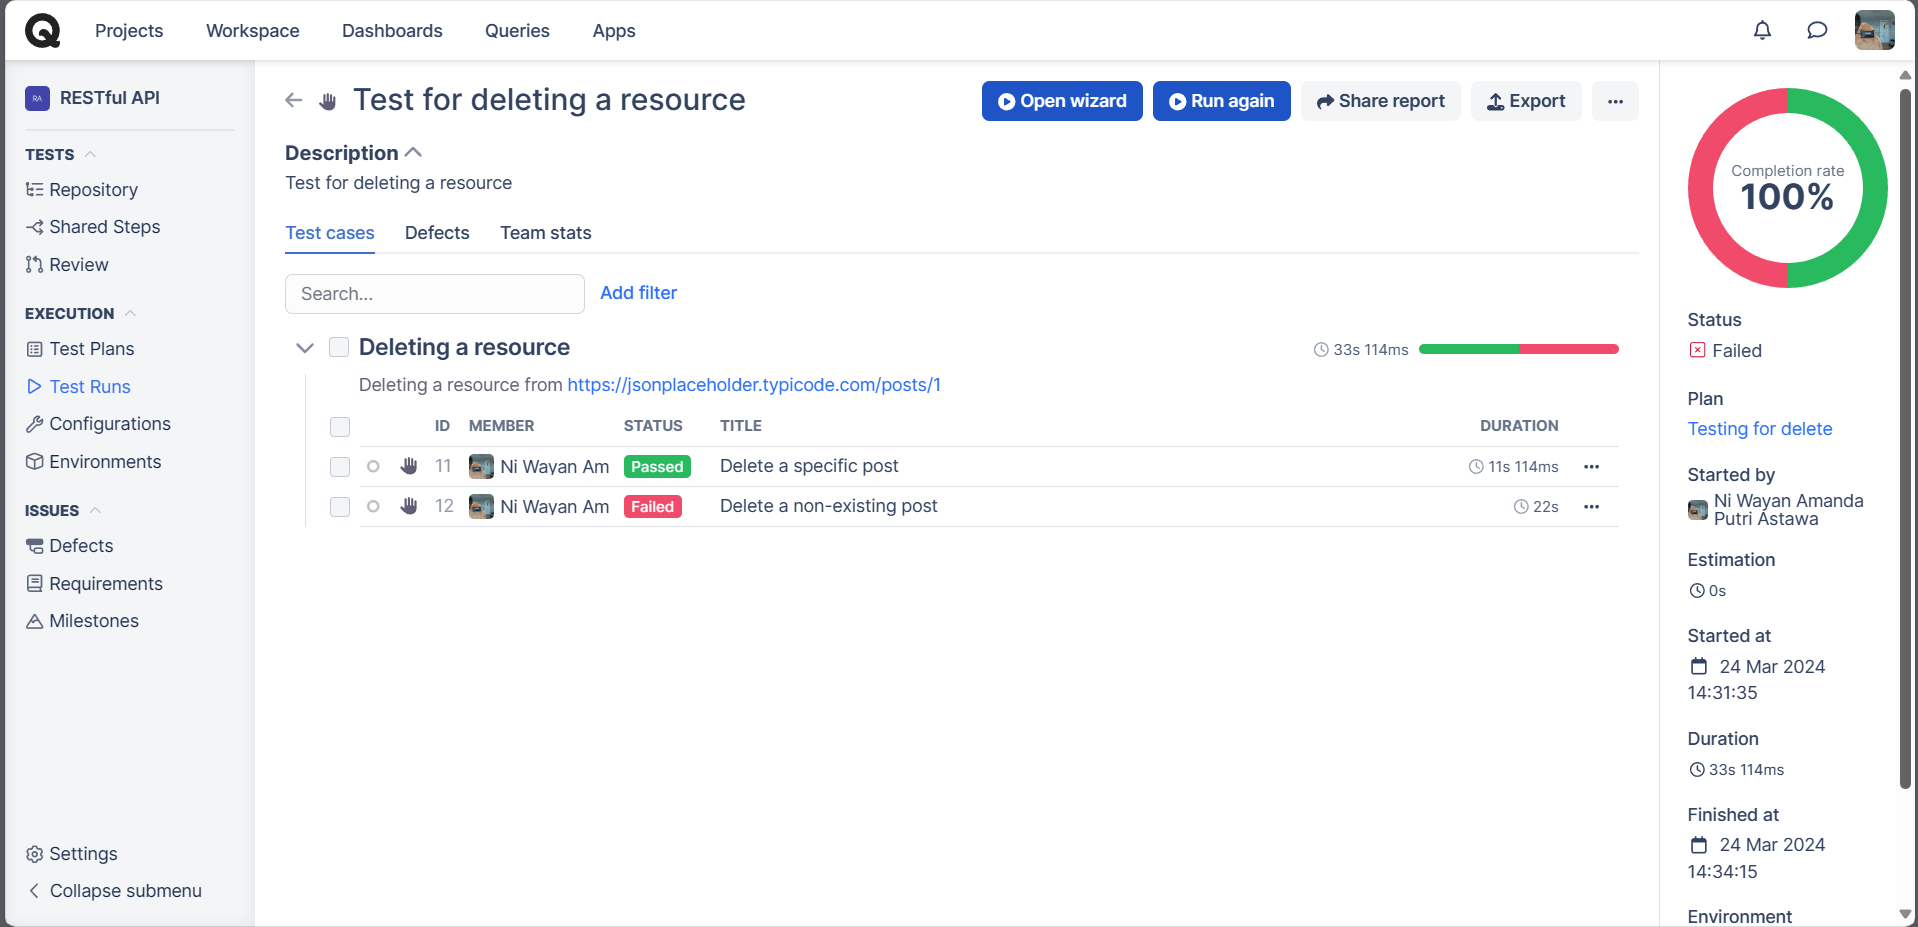 Projects
Workspace
Dashboards
Queries
Apps
RA
RESTful API
TESTS
Repository
Shared Steps
Review
EXECUTION
Test Plans
Test Runs
Configurations
Environments
ISSUES
Defects
Requirements
Milestones
Settings
Collapse submenu
Test for deleting a resource
Open wizard
Run again
Share report
Export
Description
Test for deleting a resource
Test cases
Defects
Team stats
Search...
Add filter
Deleting a resource
33s 114ms
Deleting a resource from https://jsonplaceholder.typicode.com/posts/1
ID MEMBER STATUS TITLE DURATION
11 Ni Wayan Am Passed Delete a specific post 11s 114ms
12 Ni Wayan Am Failed Delete a non-existing post 22s
Completion rate
100%
Status
Failed
Plan
Testing for delete
Started by
Ni Wayan Amanda
Putri Astawa
Estimation
0s
Started at
24 Mar 2024
14:31:35
Duration
33s 114ms
Finished at
24 Mar 2024
14:34:15
Environment